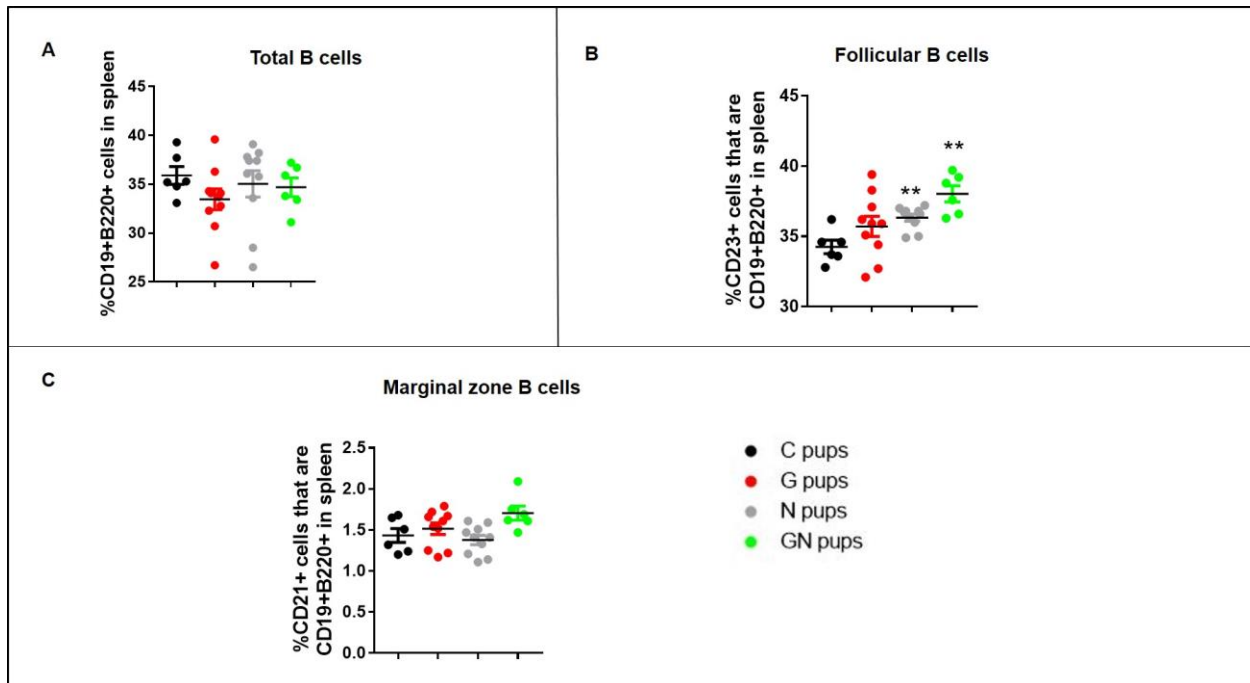 A
Total B cells
%CD19+B220+ cells in spleen
45
40
35
30
25
B
Follicular B cells
%CD23+ cells that are
CD19+B220+ in spleen
45
40
35
30
**
**
C
Marginal zone B cells
%CD21+ cells that are
CD19+B220+ in spleen
2.5
2.0
1.5
1.0
0.5
0.0
C pups
G pups
N pups
GN pups